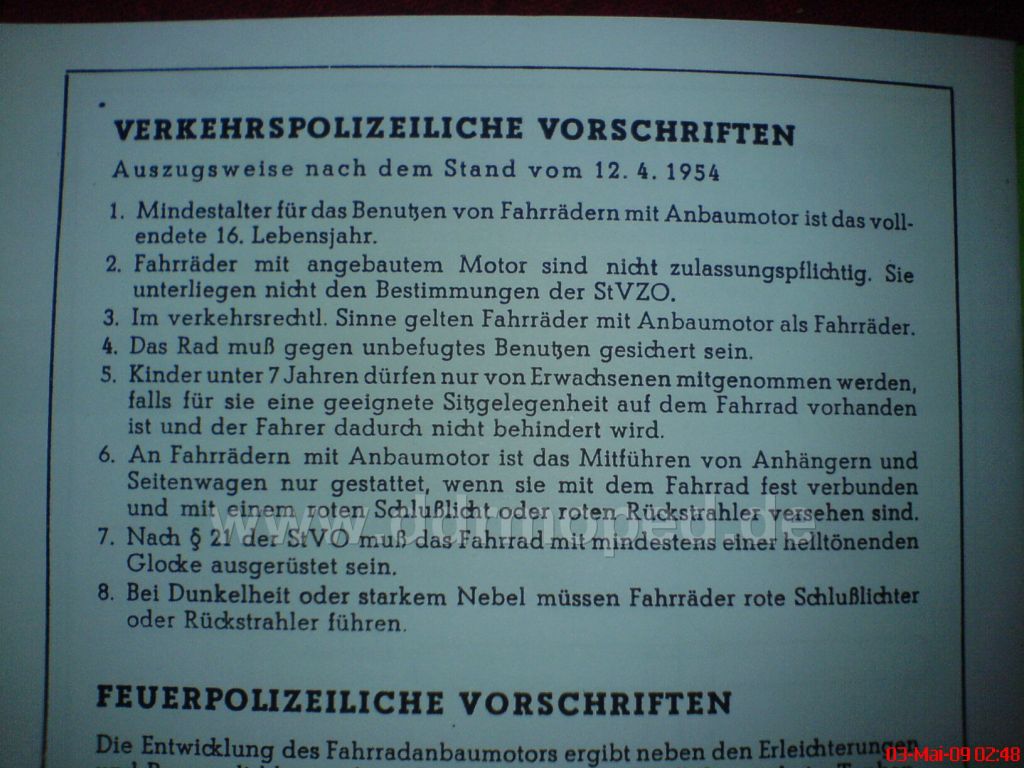 VERKEHRSPOLIZEILICHE VORSCHRIFTEN
Auszugsweise nach dem Stand vom 12. 4. 1954
1. Mindestalter für das Benutzen von Fahrrädern mit Anbaumotor ist das voll-
endete 16. Lebensjahr.
2. Fahrräder mit angebautem Motor sind nicht zulassungspflichtig. Sie
unterliegen nicht den Bestimmungen der StVZO.
3. Im verkehrsrechtl. Sinne gelten Fahrräder mit Anbaumotor als Fahrräder.
4. Das Rad muß gegen unbefugtes Benutzen gesichert sein.
5. Kinder unter 7 Jahren dürfen nur von Erwachsenen mitgenommen werden,
falls für sie eine geeignete Sitzgelegenheit auf dem Fahrrad vorhanden
ist und der Fahrer dadurch nicht behindert wird.
6. An Fahrrädern mit Anbaumotor ist das Mitführen von Anhängern und
Seitenwagen nur gestattet, wenn sie mit dem Fahrrad fest verbunden
und mit einem roten Schlußlicht oder roten Rückstrahler versehen sind.
www.ddrmoped.de
7. Nach § 21 der StVO muß das Fahrrad mit mindestens einer helltönenden
Glocke ausgerüstet sein.
8. Bei Dunkelheit oder starkem Nebel müssen Fahrräder rote Schlußlichter
oder Rückstrahler führen.
FEUERPOLIZEILICHE VORSCHRIFTEN
Die Entwicklung des Fahrradanbaumotors ergibt neben den Erleichterungen
03-Mai-09 02:48